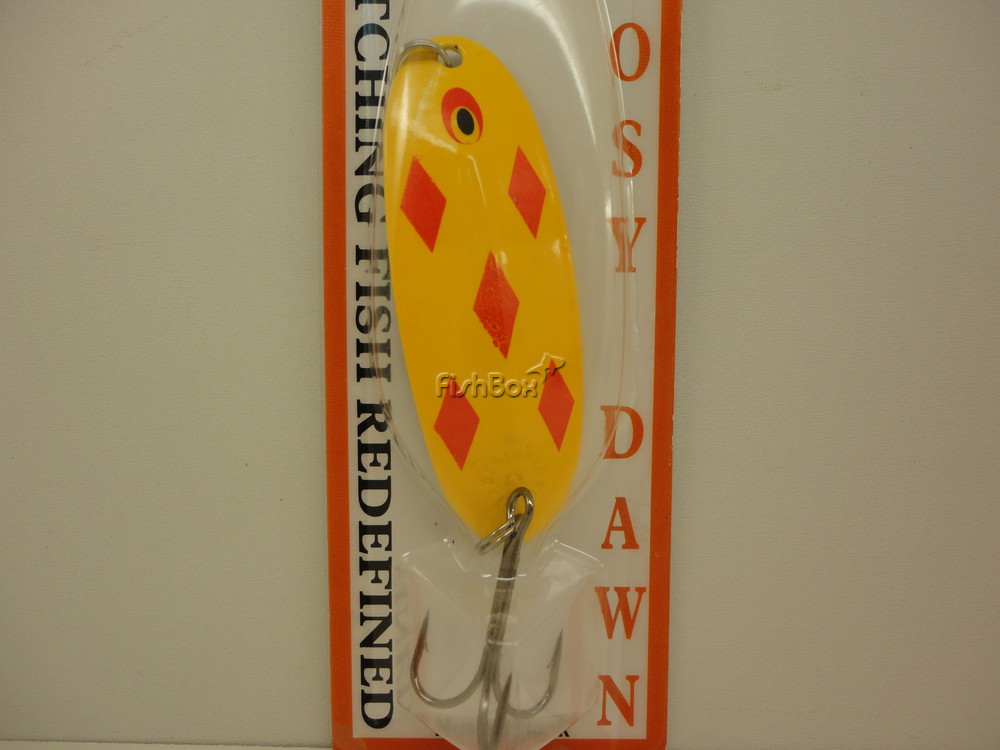 TCHING FISH REDEFINED
OSY DAWN
FishBox